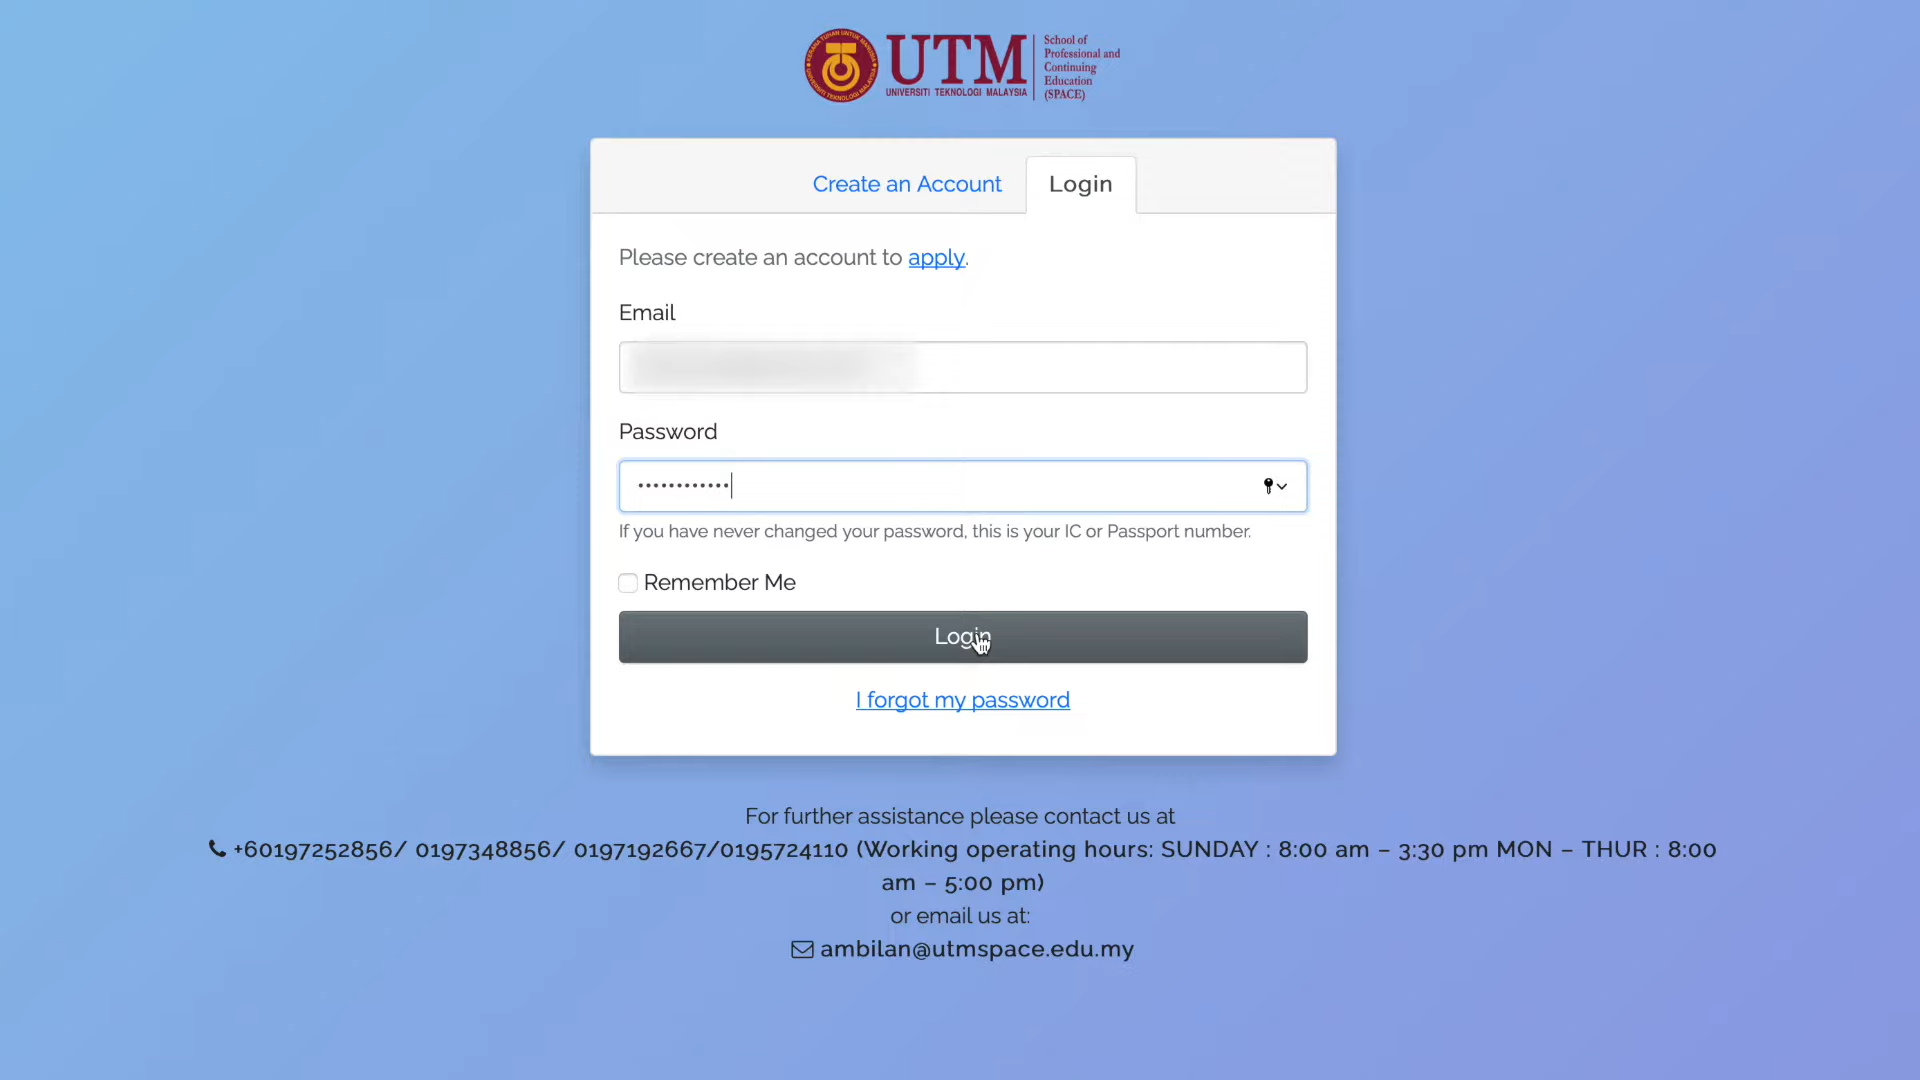 UTM
UNIVERSITI TEKNOLOGI MALAYSIA
School of
Professional and
Continuing
Education
(SPACE)
Create an Account
Login
Please create an account to apply.
Email
Password
If you have never changed your password, this is your IC or Passport number.
Remember Me
Login
I forgot my password
For further assistance please contact us at
+60197252856/ 0197348856/ 0197192667/0195724110 (Working operating hours: SUNDAY : 8:00 am – 3:30 pm MON – THUR : 8:00
am – 5:00 pm)
or email us at:
ambilan@utmspace.edu.my